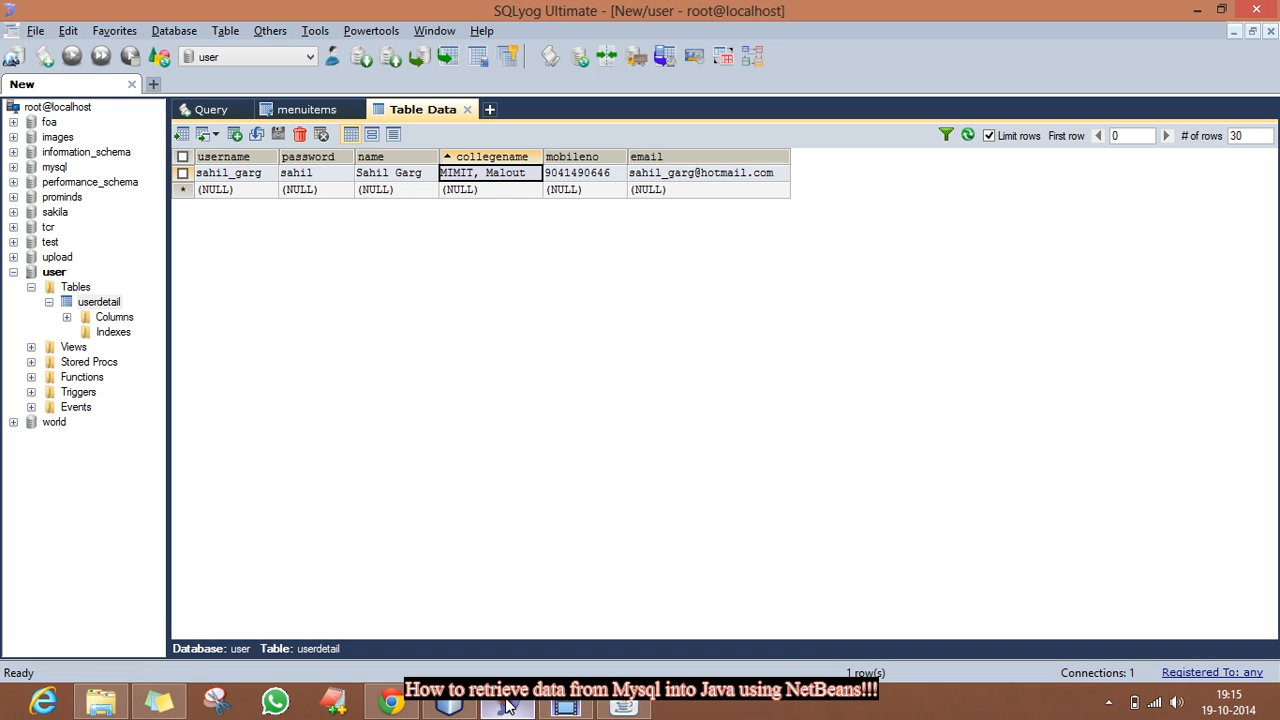 SQLyog Ultimate - [New/user - root@localhost]
File Edit Favorites Database Table Others Tools Powertools Window Help
user
New
root@localhost
foa
images
information_schema
mysql
performance_schema
prominds
sakila
tcr
test
upload
user
Tables
userdetail
Columns
Indexes
Views
Stored Procs
Functions
Triggers
Events
world
Query menuitems Table Data
Limit rows First row 0 # of rows 30
username password name collegename mobileno email
sahil_garg sahil Sahil Garg MIMIT, Malout 9041490646 sahil_garg@hotmail.com
* (NULL) (NULL) (NULL) (NULL) (NULL) (NULL)
Database: user Table: userdetail
Ready 1 row(s) Connections: 1 Registered To: any
How to retrieve data from Mysql into Java using NetBeans!!!
19:15
19-10-2014